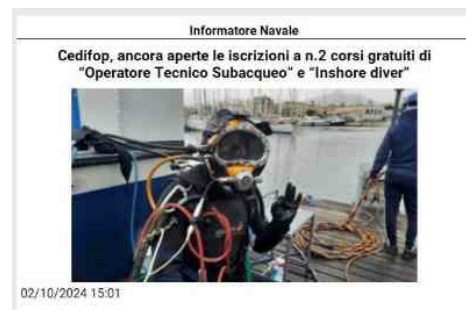 Informatore Navale
Cedifop, ancora aperte le iscrizioni a n.2 corsi gratuiti di
"Operatore Tecnico Subacqueo" e "Inshore diver"
02/10/2024 15:01